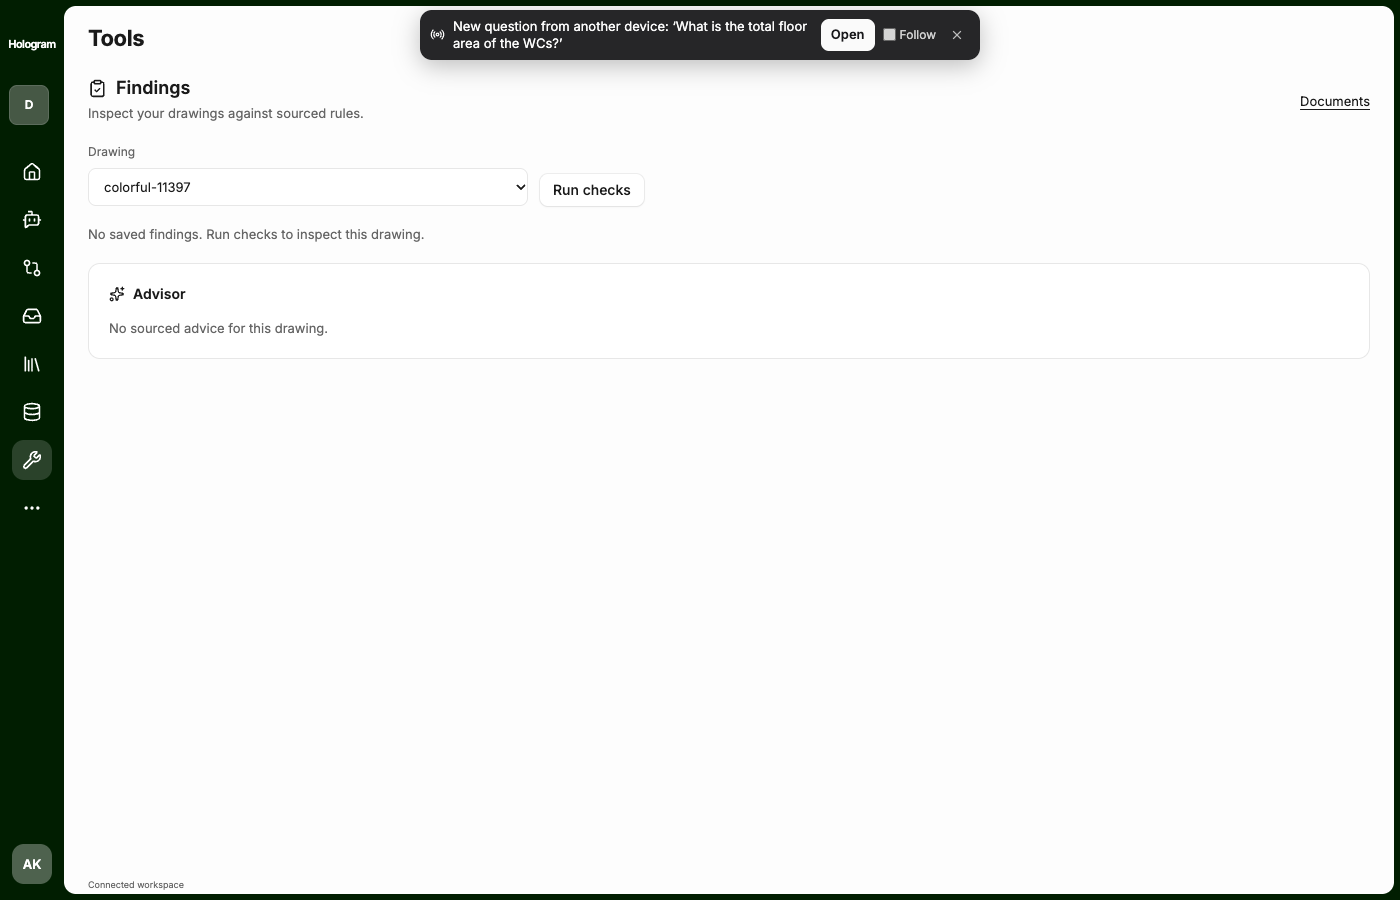 Hologram
D
AK
Tools
New question from another device: ‘What is the total floor
area of the WCs?’
Open
Follow
Findings
Inspect your drawings against sourced rules.
Documents
Drawing
colorful-11397
Run checks
No saved findings. Run checks to inspect this drawing.
Advisor
No sourced advice for this drawing.
Connected workspace